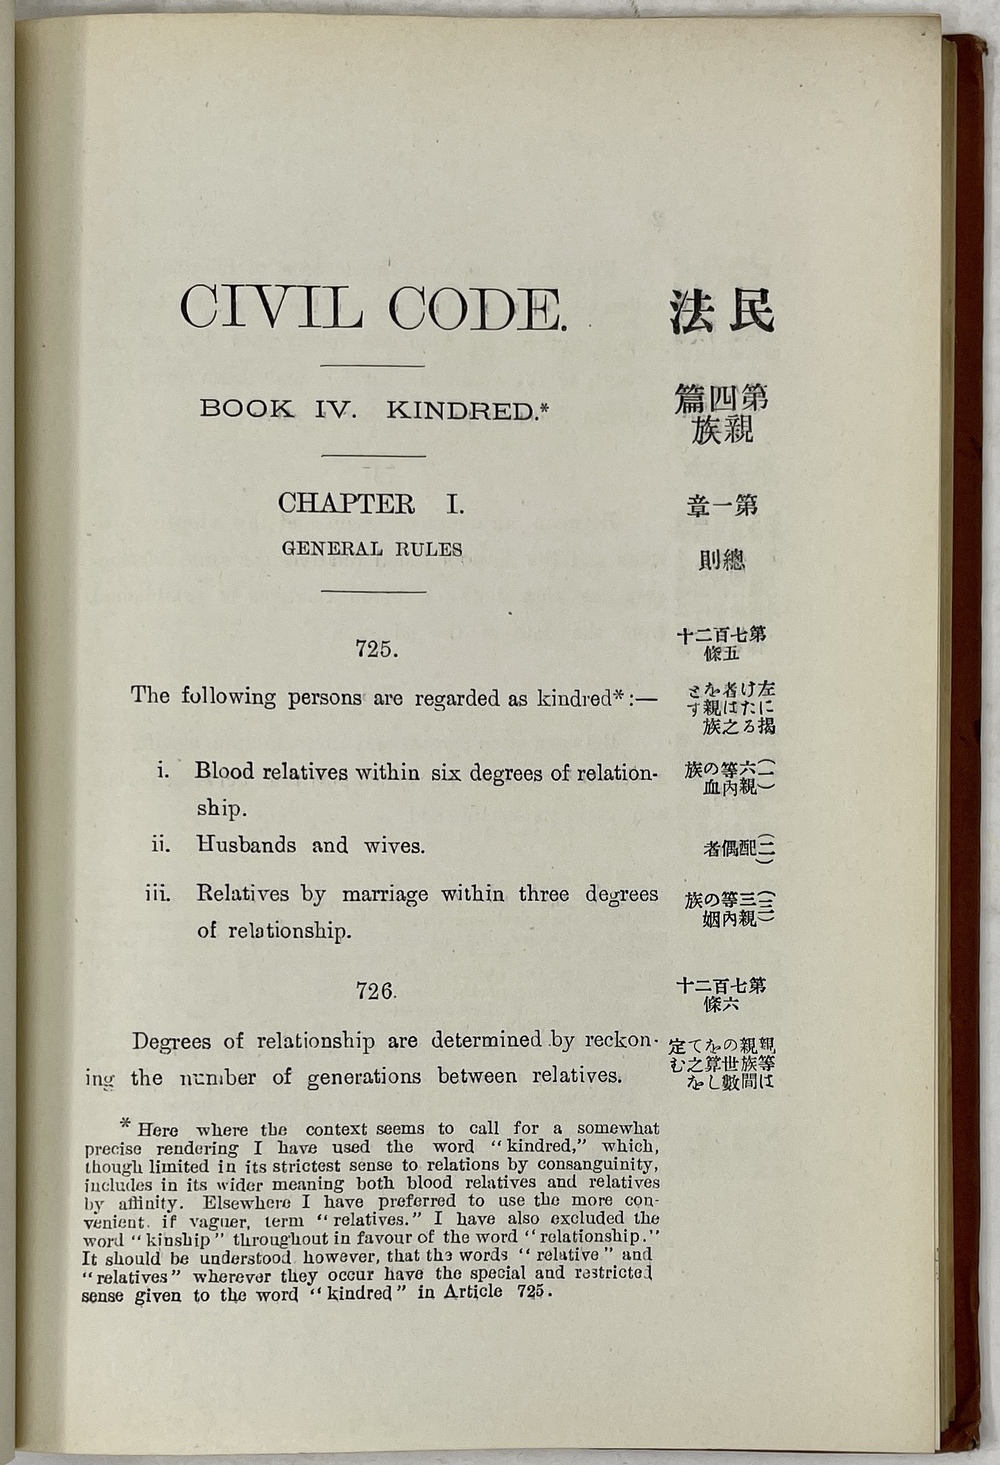 CIVIL CODE.
民法
BOOK IV. KINDRED.*
第四篇
親族
CHAPTER I.
第一章
GENERAL RULES
總則
725.
第七百二十
五條
The following persons are regarded as kindred* :—
左に掲
けたる
者は之
を親族
とす
i. Blood relatives within six degrees of relation-
ship.
(一)
六親
等內
の血
族
ii. Husbands and wives.
(二)配偶者
iii. Relatives by marriage within three degrees
of relationship.
(三)
三親
等內
の姻
族
726.
第七百二十
六條
Degrees of relationship are determined by reckon-
ing the number of generations between relatives.
親等は
親族間
の世數
を算し
て之を
定む
* Here where the context seems to call for a somewhat
precise rendering I have used the word "kindred," which,
though limited in its strictest sense to relations by consanguinity,
includes in its wider meaning both blood relatives and relatives
by affinity. Elsewhere I have preferred to use the more con-
venient, if vaguer, term "relatives." I have also excluded the
word "kinship" throughout in favour of the word "relationship."
It should be understood however, that the words "relative" and
"relatives" wherever they occur have the special and restricted
sense given to the word "kindred" in Article 725.